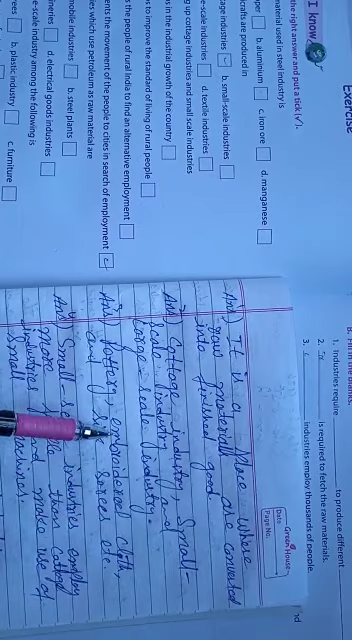 Exercise
I know
the right answer and put a tick (✓).
material used in steel industry is
per b. aluminium c. iron ore d. manganese
crafts are produced in
age industries b. small-scale industries
e-scale industries d. textile industries
g up cottage industries and small scale industries
s in the industrial growth of the country
s to improve the standard of living of rural people
s the people of rural India to find an alternative employment
ents the movement of the people to cities in search of employment
les which use petroleum as raw material are
mobile industries b. steel plants
ineries d. electrical goods industries
e-scale industry among the following is
rees b. plastic industry c. furniture
B. Fill in the blanks.
1. Industries require to produce different
2. is required to fetch the raw materials.
3. industries employ thousands of people.
Green House
Date
Page No.
Ans) It is a place where
raw materials are converted
into finished good.
Ans) Cottage industry, Small-
Scale industry and
large-scale industry.
Ans) Pottery, embroidered cloth,
and etc.
Ans) Small industries employ
more than cottage
industries and make use of
small machines.